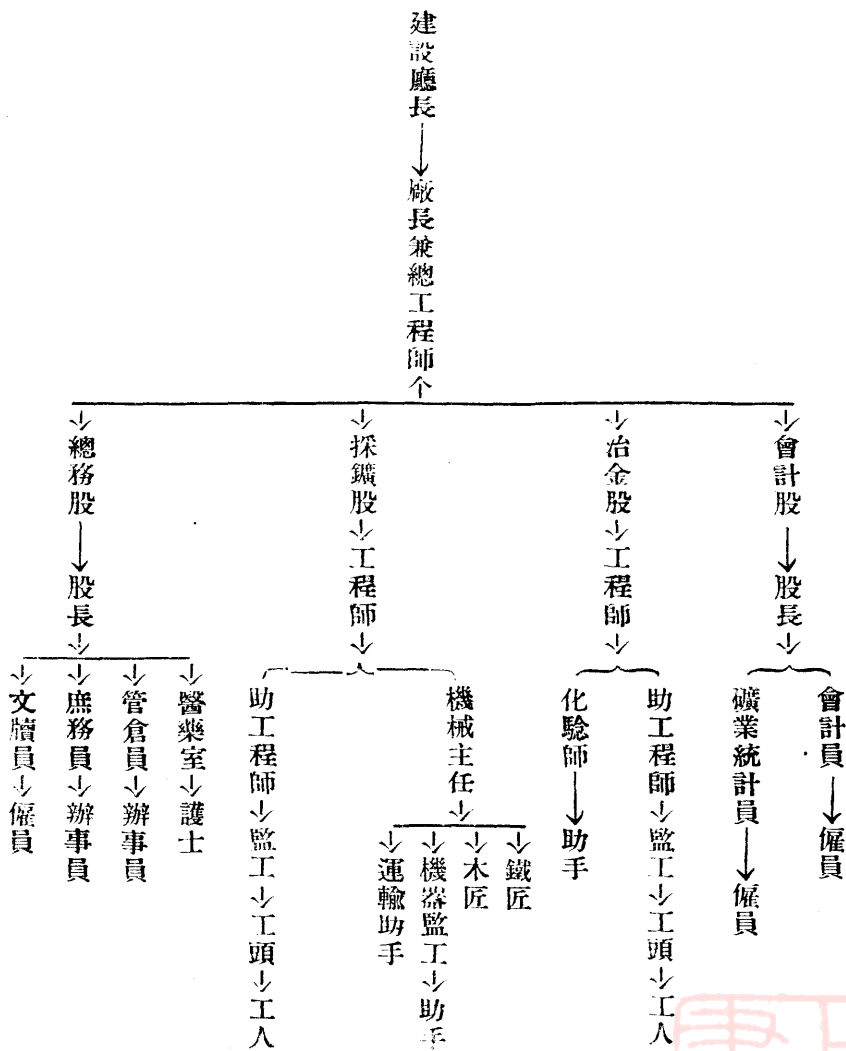 建設廳長
廠長兼總工程師
會計股
股長
會計員
僱員
礦業統計員
僱員
冶金股
工程師
助工程師
監工
工頭
工人
化驗師
助手
採鑛股
工程師
機械主任
鐵匠
木匠
機器監工
助手
運輸助手
助工程師
監工
工頭
工人
總務股
股長
醫藥室
護士
管倉員
辦事員
庶務員
辦事員
文牘員
僱員